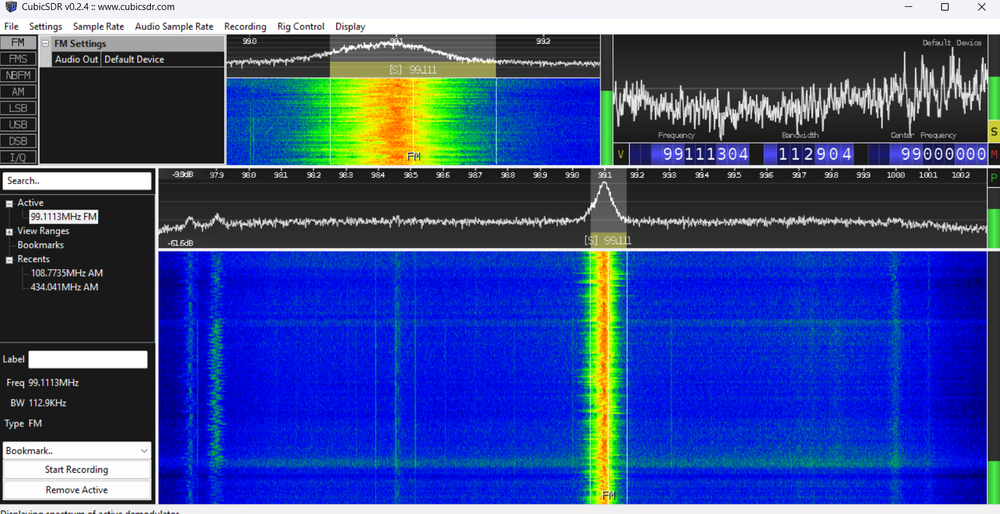 CubicSDR v0.2.4 :: www.cubicsdr.com
File Settings Sample Rate Audio Sample Rate Recording Rig Control Display
FM
FMS
NBFM
AM
LSB
USB
DSB
I/Q
FM Settings
Audio Out Default Device
99.0 99.1 99.2
[S] 99.111
FM
Default Device
Frequency Bandwidth Center Frequency
V 99111304 112904 99000000 M
S
Search..
Active
99.1113MHz FM
View Ranges
Bookmarks
Recents
108.7735MHz AM
434.041MHz AM
Label
Freq 99.1113MHz
BW 112.9KHz
Type FM
Bookmark..
Start Recording
Remove Active
-9.9dB 97.9 98.0 98.1 98.2 98.3 98.4 98.5 98.6 98.7 98.8 98.9 99.0 99.1 99.2 99.3 99.4 99.5 99.6 99.7 99.8 99.9 100.0 100.1 100.2
P
-61.6dB
[S] 99.111
FM
Displaying spectrum of active demodulator